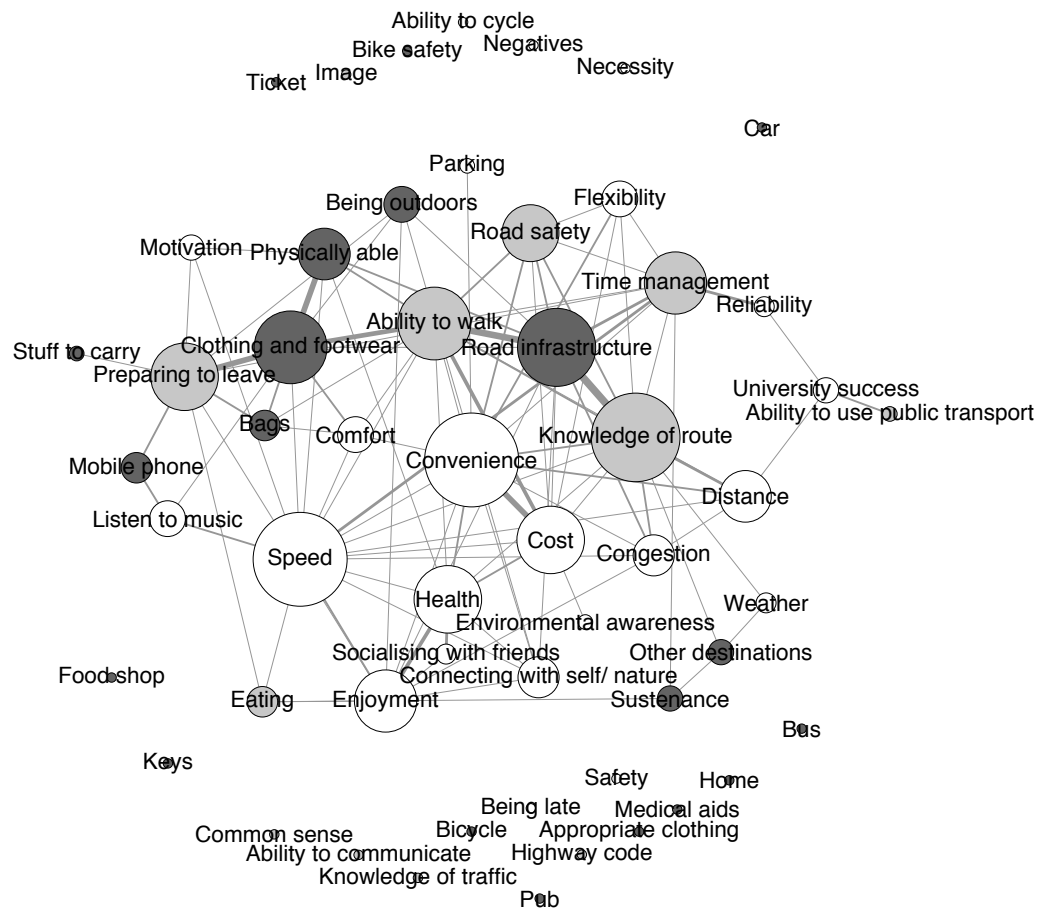 Ability to cycle
Negatives
Bike safety
Necessity
Image
Ticket
Car
Parking
Flexibility
Being outdoors
Road safety
Motivation
Physically able
Time management
Reliability
Ability to walk
Clothing and footwear
Road infrastructure
Stuff to carry
Preparing to leave
University success
Ability to use public transport
Bags
Comfort
Knowledge of route
Convenience
Mobile phone
Distance
Listen to music
Cost
Congestion
Speed
Health
Weather
Environmental awareness
Socialising with friends
Other destinations
Connecting with self/ nature
Food shop
Eating
Enjoyment
Sustenance
Bus
Keys
Safety
Home
Being late
Medical aids
Common sense
Bicycle
Appropriate clothing
Ability to communicate
Highway code
Knowledge of traffic
Pub